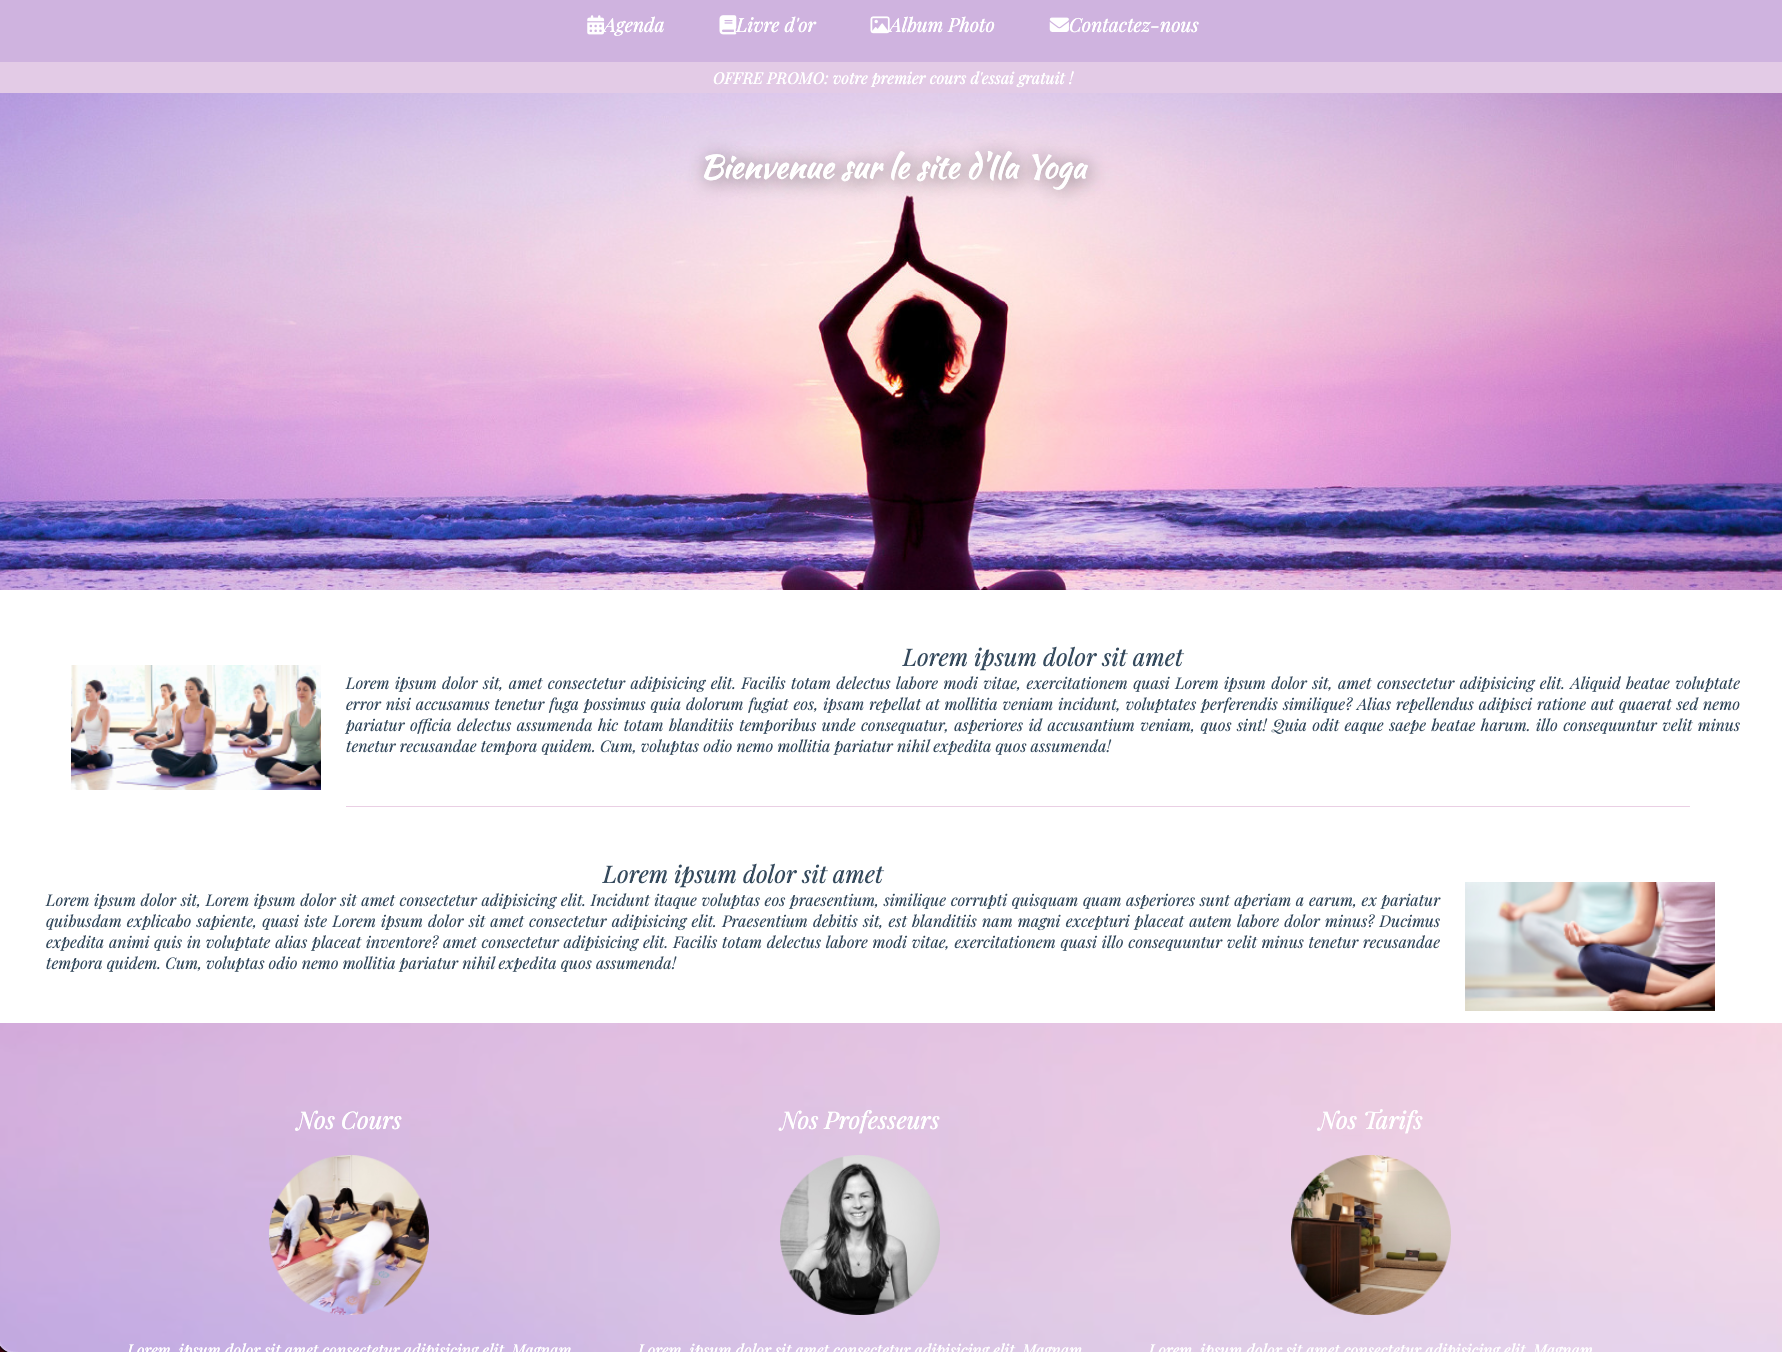 Agenda Livre d'or Album Photo Contactez-nous
OFFRE PROMO: votre premier cours d'essai gratuit !
Bienvenue sur le site d'Ila Yoga
Lorem ipsum dolor sit amet
Lorem ipsum dolor sit, amet consectetur adipisicing elit. Facilis totam delectus labore modi vitae, exercitationem quasi Lorem ipsum dolor sit, amet consectetur adipisicing elit. Aliquid beatae voluptate
error nisi accusamus tenetur fuga possimus quia dolorum fugiat eos, ipsam repellat at mollitia veniam incidunt, voluptates perferendis similique? Alias repellendus adipisci ratione aut quaerat sed nemo
pariatur officia delectus assumenda hic totam blanditiis temporibus unde consequatur, asperiores id accusantium veniam, quos sint! Quia odit eaque saepe beatae harum. illo consequuntur velit minus
tenetur recusandae tempora quidem. Cum, voluptas odio nemo mollitia pariatur nihil expedita quos assumenda!
Lorem ipsum dolor sit amet
Lorem ipsum dolor sit, Lorem ipsum dolor sit amet consectetur adipisicing elit. Incidunt itaque voluptas eos praesentium, similique corrupti quisquam quam asperiores sunt aperiam a earum, ex pariatur
quibusdam explicabo sapiente, quasi iste Lorem ipsum dolor sit amet consectetur adipisicing elit. Praesentium debitis sit, est blanditiis nam magni excepturi placeat autem labore dolor minus? Ducimus
expedita animi quis in voluptate alias placeat inventore? amet consectetur adipisicing elit. Facilis totam delectus labore modi vitae, exercitationem quasi illo consequuntur velit minus tenetur recusandae
tempora quidem. Cum, voluptas odio nemo mollitia pariatur nihil expedita quos assumenda!
Nos Cours Nos Professeurs Nos Tarifs
Lorem, ipsum dolor sit amet consectetur adipisicing elit. Magnam Lorem, ipsum dolor sit amet consectetur adipisicing elit. Magnam Lorem, ipsum dolor sit amet consectetur adipisicing elit. Magnam